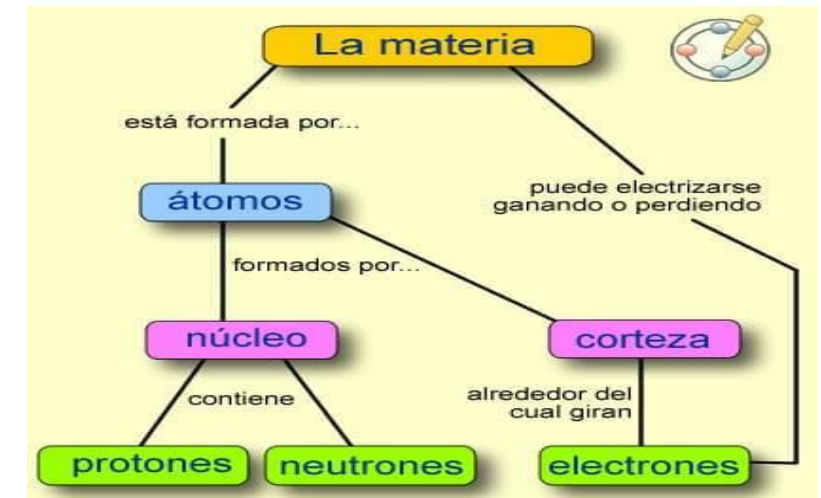 La materia
está formada por...
puede electrizarse
ganando o perdiendo
átomos
formados por...
núcleo
corteza
contiene
alrededor del
cual giran
protones
neutrones
electrones